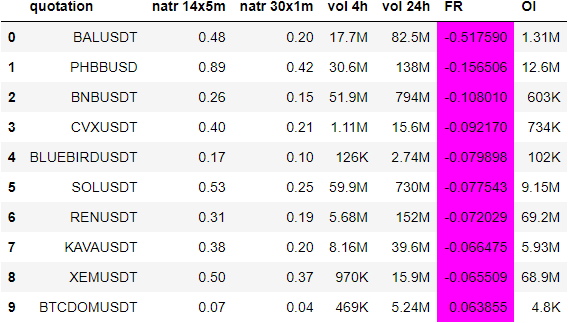 quotation natr 14x5m natr 30x1m vol 4h vol 24h FR OI
0 BALUSDT 0.48 0.20 17.7M 82.5M -0.517590 1.31M
1 PHBBUSD 0.89 0.42 30.6M 138M -0.156506 12.6M
2 BNBUSDT 0.26 0.15 51.9M 794M -0.108010 603K
3 CVXUSDT 0.40 0.21 1.11M 15.6M -0.092170 734K
4 BLUEBIRDUSDT 0.17 0.10 126K 2.74M -0.079898 102K
5 SOLUSDT 0.53 0.25 59.9M 730M -0.077543 9.15M
6 RENUSDT 0.31 0.19 5.68M 152M -0.072029 69.2M
7 KAVAUSDT 0.38 0.20 8.16M 39.6M -0.066475 5.93M
8 XEMUSDT 0.50 0.37 970K 15.9M -0.065509 68.9M
9 BTCDOMUSDT 0.07 0.04 469K 5.24M 0.063855 4.8K